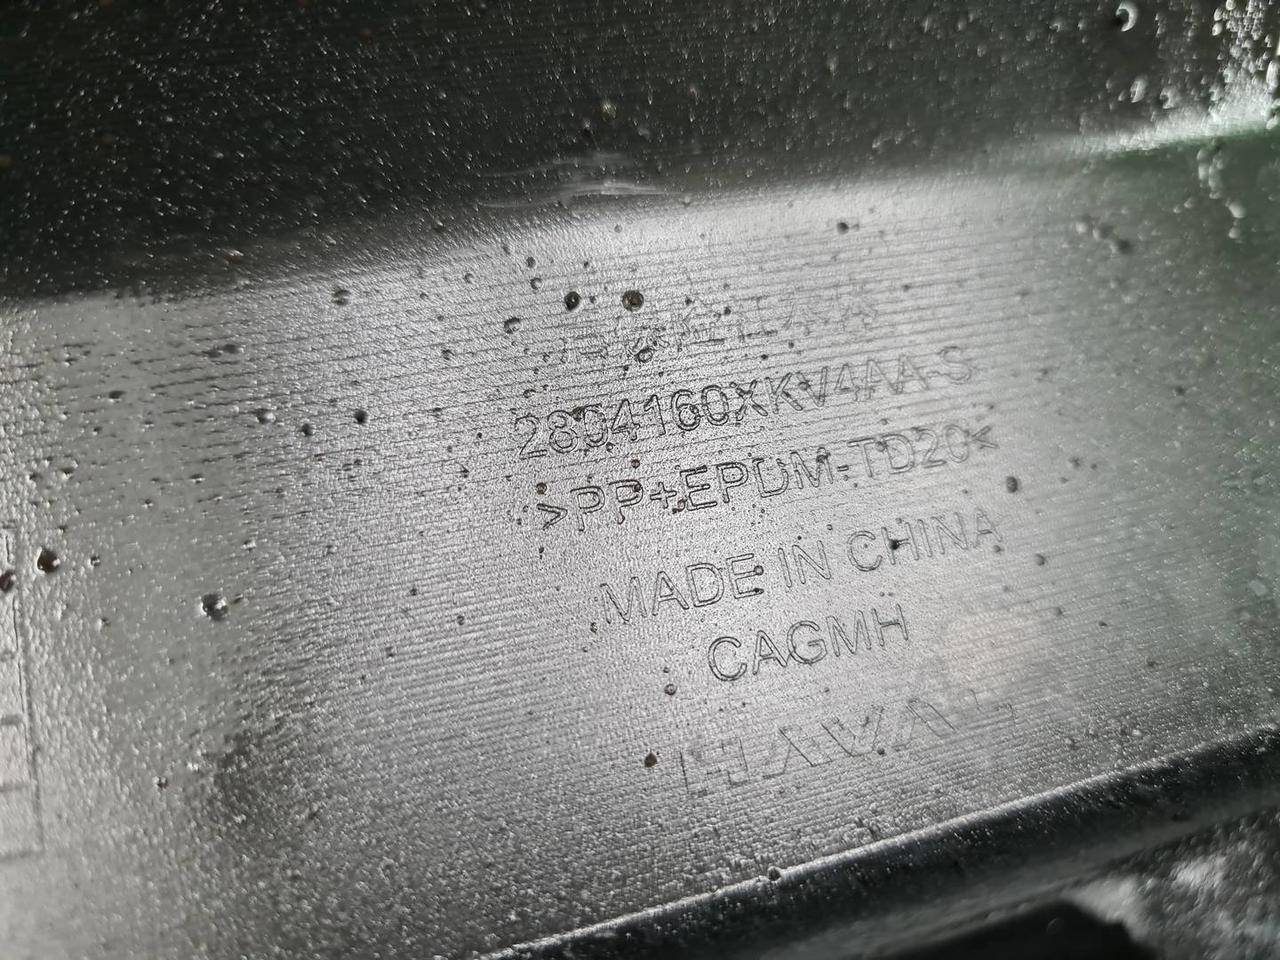 2804160XKV4AA-S
>PP+EPDM-TD20<
MADE IN CHINA
CAGMH
HAVAL